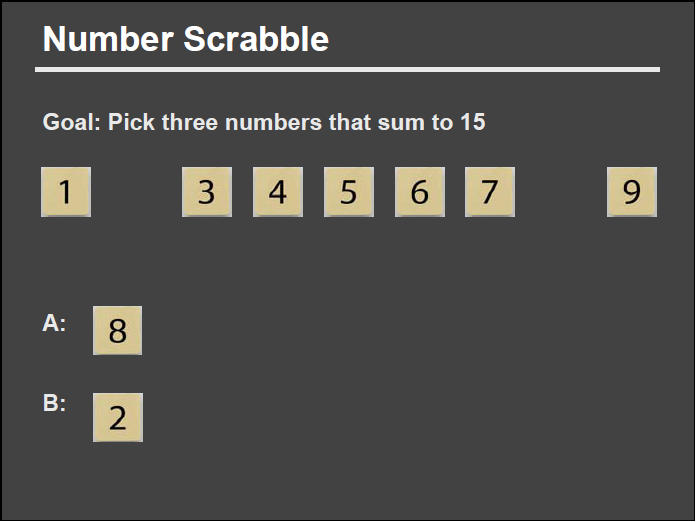 Number Scrabble
Goal: Pick three numbers that sum to 15
1 3 4 5 6 7 9
A: 8
B: 2